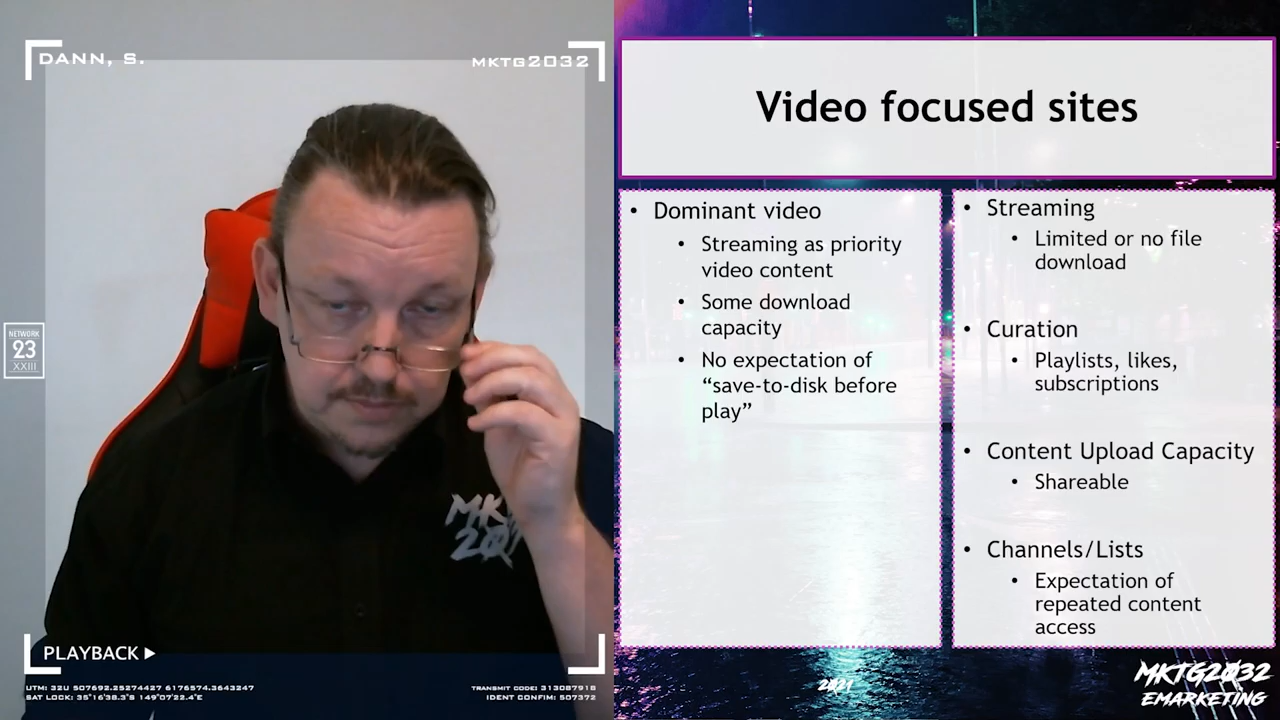 DANN, S.
MKTG2032
NETWORK
23
.XXIII
PLAYBACK
UTM: 32U 507692.25274427 6176574.3643247
SAT LOCK: 35°16'38.3"S 149°07'22.4"E
TRANSMIT CODE: 313087918
IDENT CONFIRM: 507372
Video focused sites
• Dominant video
• Streaming as priority
video content
• Some download
capacity
• No expectation of
“save-to-disk before
play”
• Streaming
• Limited or no file
download
• Curation
• Playlists, likes,
subscriptions
• Content Upload Capacity
• Shareable
• Channels/Lists
• Expectation of
repeated content
access
2021
MKTG2032
EMARKETING